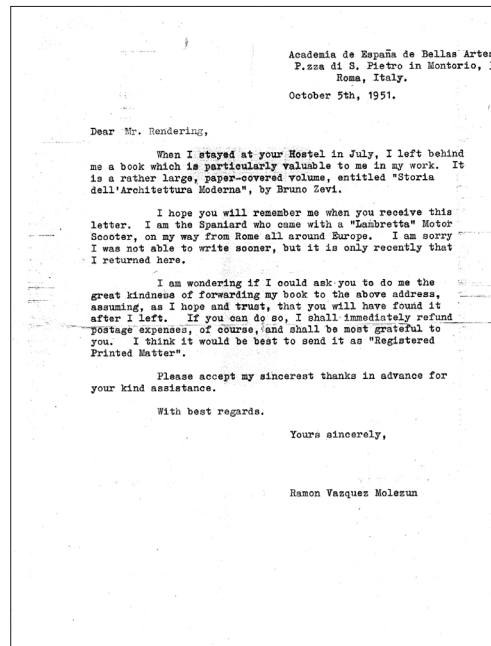 Academia de España de Bellas Artes
P.zza di S. Pietro in Montorio,
Roma, Italy.
October 5th, 1951.
Dear Mr. Rendering,
When I stayed at your Hostel in July, I left behind
me a book which is particularly valuable to me in my work. It
is a rather large, paper-covered volume, entitled "Storia
dell'Architettura Moderna", by Bruno Zevi.
I hope you will remember me when you receive this
letter. I am the Spaniard who came with a "Lambretta" Motor
Scooter, on my way from Rome all around Europe. I am sorry
I was not able to write sooner, but it is only recently that
I returned here.
I am wondering if I could ask you to do me the
great kindness of forwarding my book to the above address,
assuming, as I hope and trust, that you will have found it
after I left. If you can do so, I shall immediately refund
postage expenses, of course, and shall be most grateful to
you. I think it would be best to send it as "Registered
Printed Matter".
Please accept my sincerest thanks in advance for
your kind assistance.
With best regards.
Yours sincerely,
Ramon Vazquez Molezun